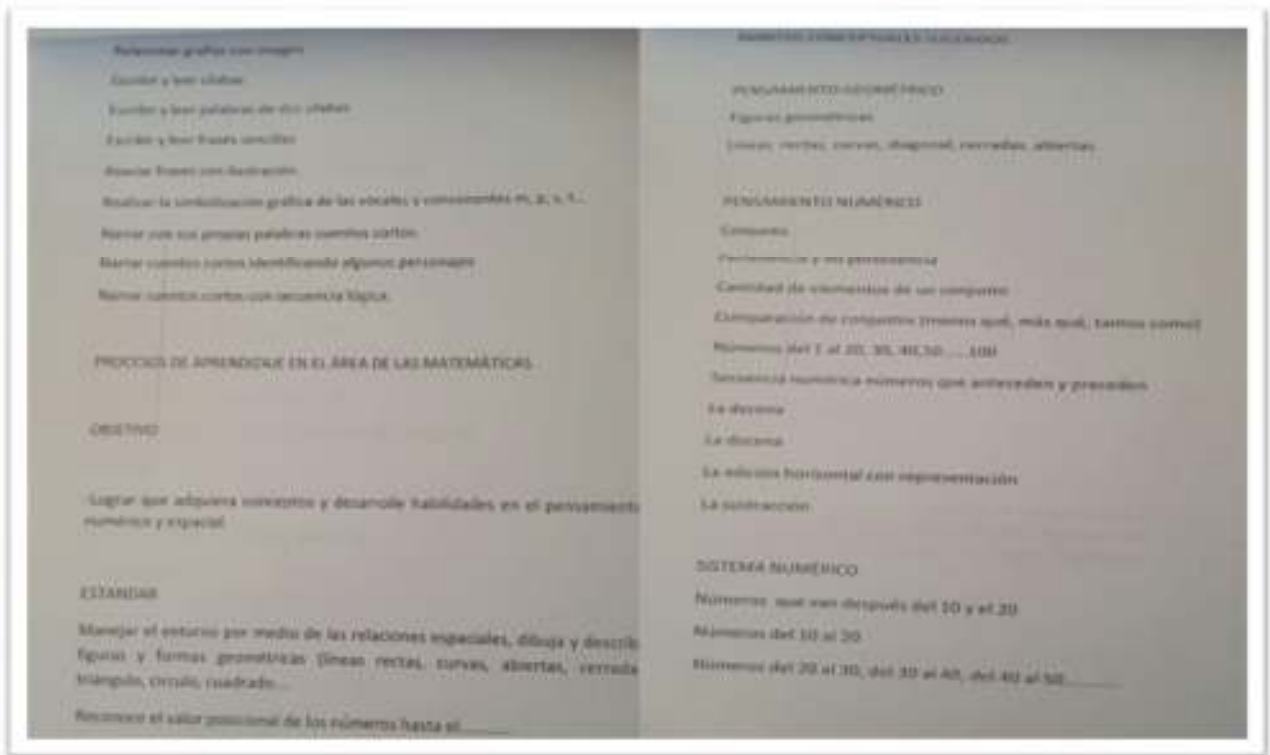 Relacionar grafías con imagen
Escribir y leer sílabas
Escribir y leer palabras de dos sílabas
Escribir y leer frases sencillas
Asociar frases con ilustración
Realizar la simbolización gráfica de las vocales y consonantes m, p, s, t...
Narrar con sus propias palabras cuentos cortos
Narrar cuentos cortos identificando algunos personajes
Narrar cuentos cortos con secuencia lógica.
PROCESOS DE APRENDIZAJE EN EL ÁREA DE LAS MATEMÁTICAS
OBJETIVO
-Lograr que adquiera conceptos y desarrolle habilidades en el pensamiento
numérico y espacial
ESTANDAR
Manejar el entorno por medio de las relaciones espaciales, dibuja y describ
figuras y formas geométricas (líneas rectas, curvas, abiertas, cerrada
triángulo, círculo, cuadrado...
Reconoce el valor posicional de los números hasta el..........
ÁMBITOS CONCEPTUALES SUGERIDOS
PENSAMIENTO GEOMÉTRICO
Figuras geométricas
Líneas rectas, curvas, diagonal, cerradas, abiertas
PENSAMIENTO NUMÉRICO
Conjunto
Pertenencia y no pertenencia
Cantidad de elementos de un conjunto
Comparación de conjuntos (menos qué, más qué, tantos como)
Números del 1 al 20, 30, 40,50.....100
Secuencia numérica números que anteceden y preceden
La decena
La docena
La adición horizontal con representación
La sustracción
SISTEMA NUMÉRICO
Números que van después del 10 y el 20
Números del 10 al 20
Números del 20 al 30, del 30 al 40, del 40 al 50............